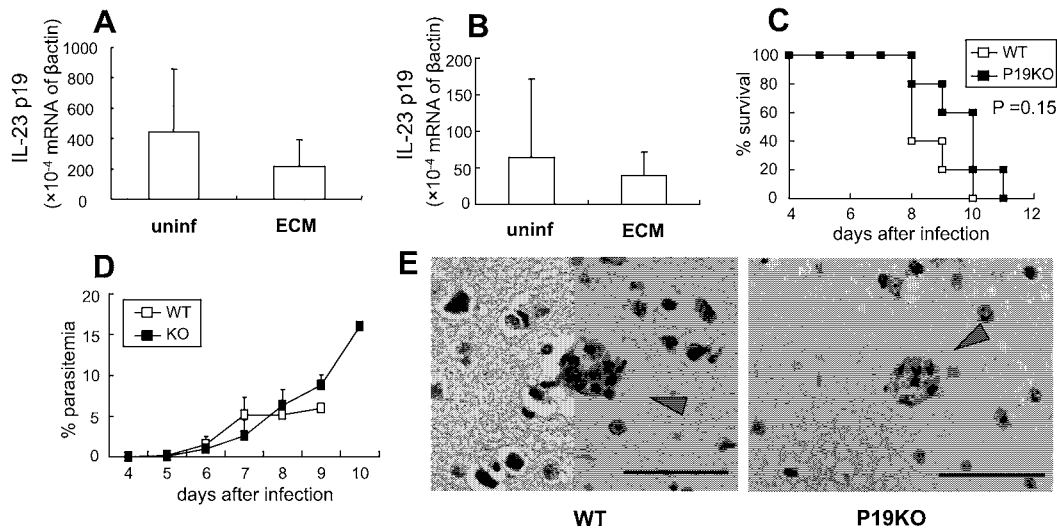 A
IL-23 p19
(×10⁻⁴ mRNA of βactin)
1000
800
600
400
200
0
uninf
ECM
B
IL-23 p19
(×10⁻⁴ mRNA of βactin)
200
150
100
50
0
uninf
ECM
C
% survival
100
80
60
40
20
0
4 6 8 10 12
days after infection
WT
P19KO
P =0.15
D
% parasitemia
20
15
10
5
0
4 5 6 7 8 9 10
days after infection
WT
KO
E
WT
P19KO